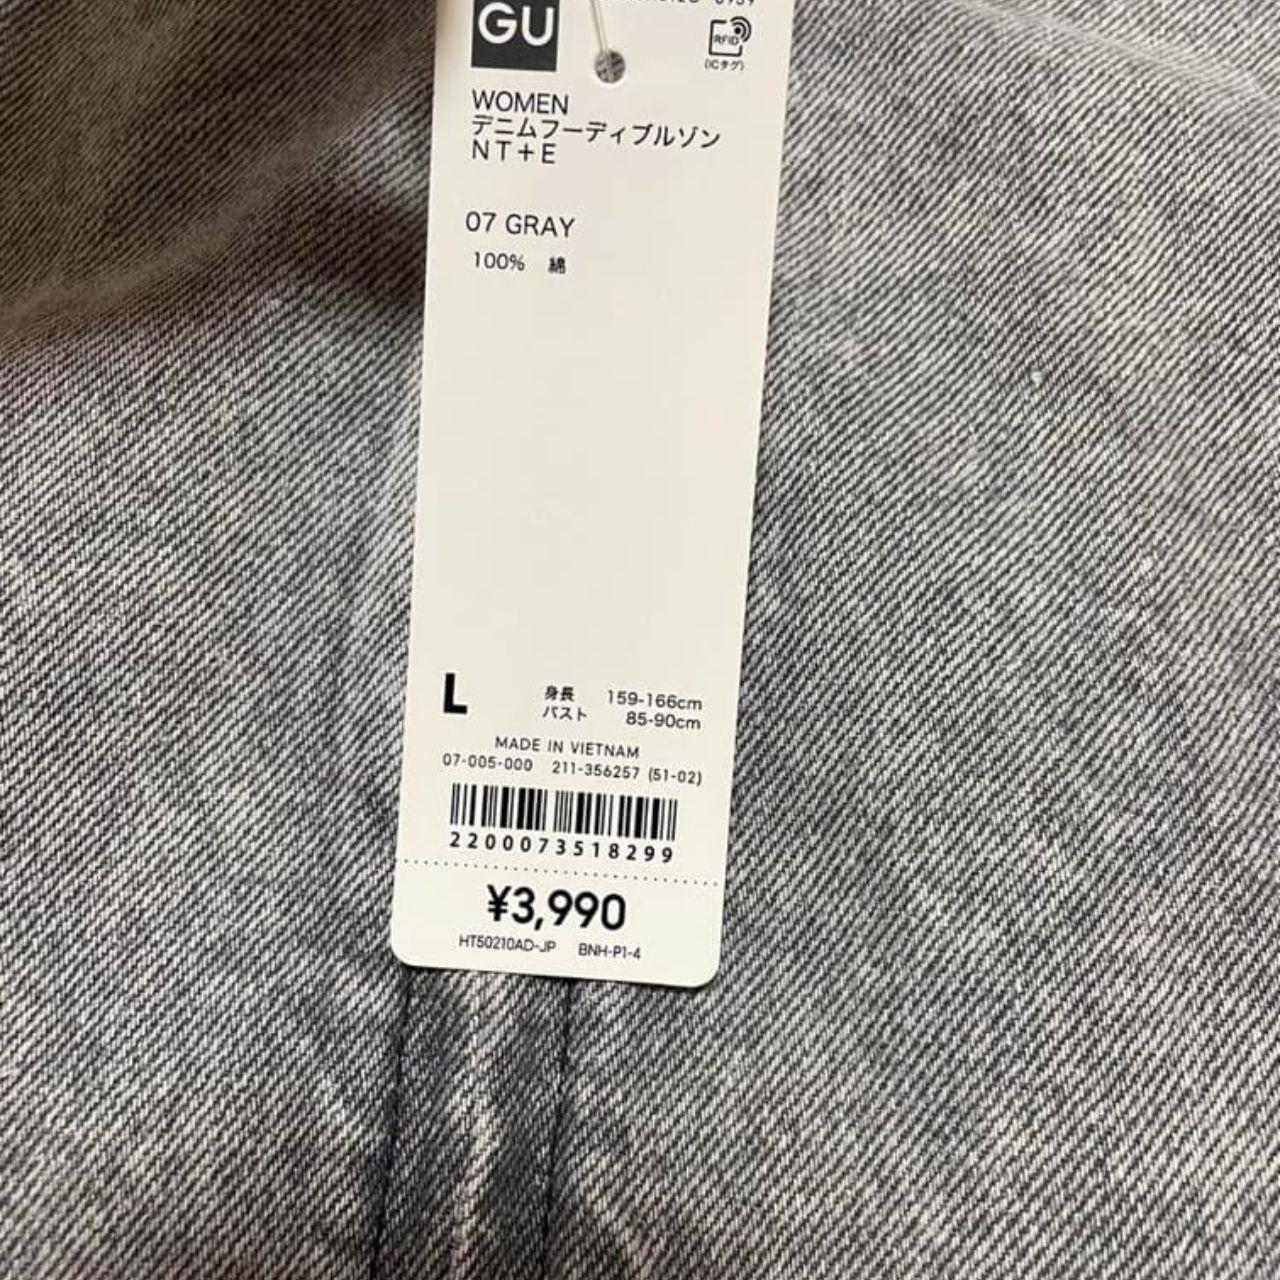 GU
RFID
(ICタグ)
WOMEN
デニムフーディブルゾン
NT+E
07 GRAY
100% 綿
L 身長 159-166cm
バスト 85-90cm
MADE IN VIETNAM
07-005-000 211-356257 (51-02)
2200073518299
¥3,990
HT50210AD-JP BNH-P1-4